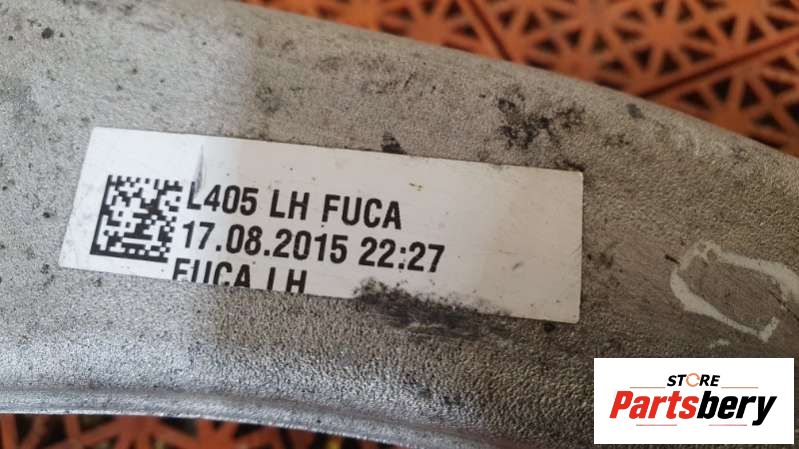 L405 LH FUCA
17.08.2015 22:27
FUCA LH
STORE
Partsbery